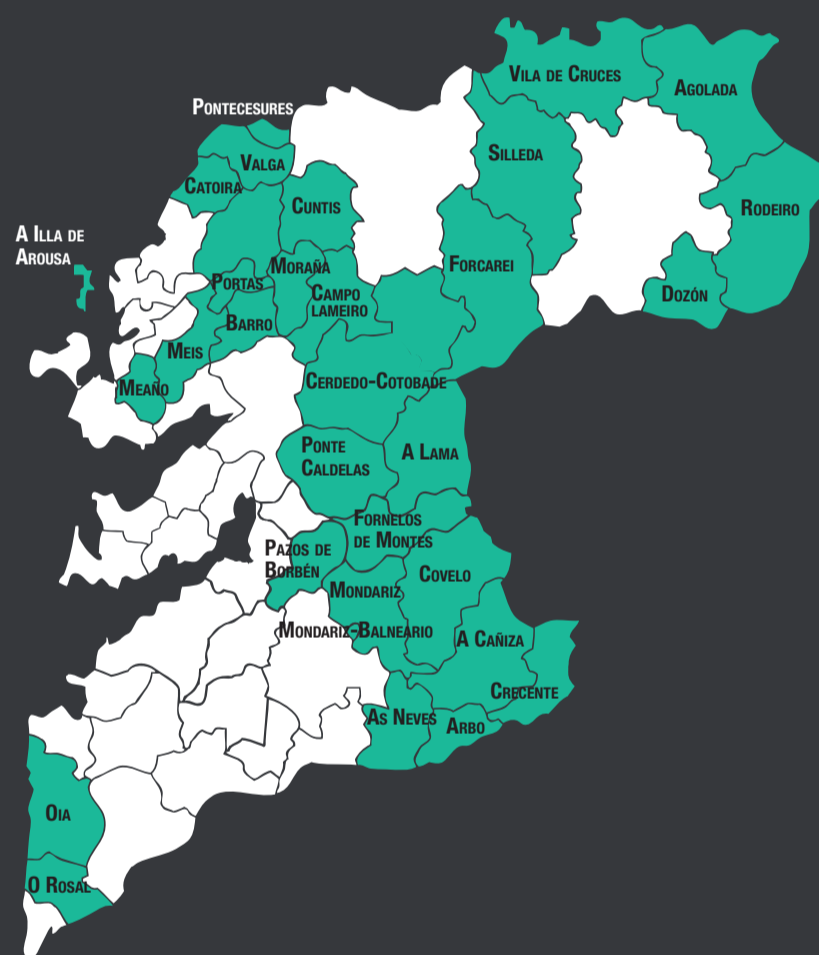 Vila de Cruces
Agolada
Pontecesures
Silleda
Valga
Catoira
Cuntis
Rodeiro
A Illa de
Arousa
Forcarei
Moraña
Portas
Campo
Lameiro
Dozón
Barro
Meis
Meaño
Cerdedo-Cotobade
Ponte
Caldelas
A Lama
Fornelos
de Montes
Pazos de
Borbén
Covelo
Mondariz
Mondariz-Balneario
A Cañiza
Crecente
As Neves
Arbo
Oia
O Rosal